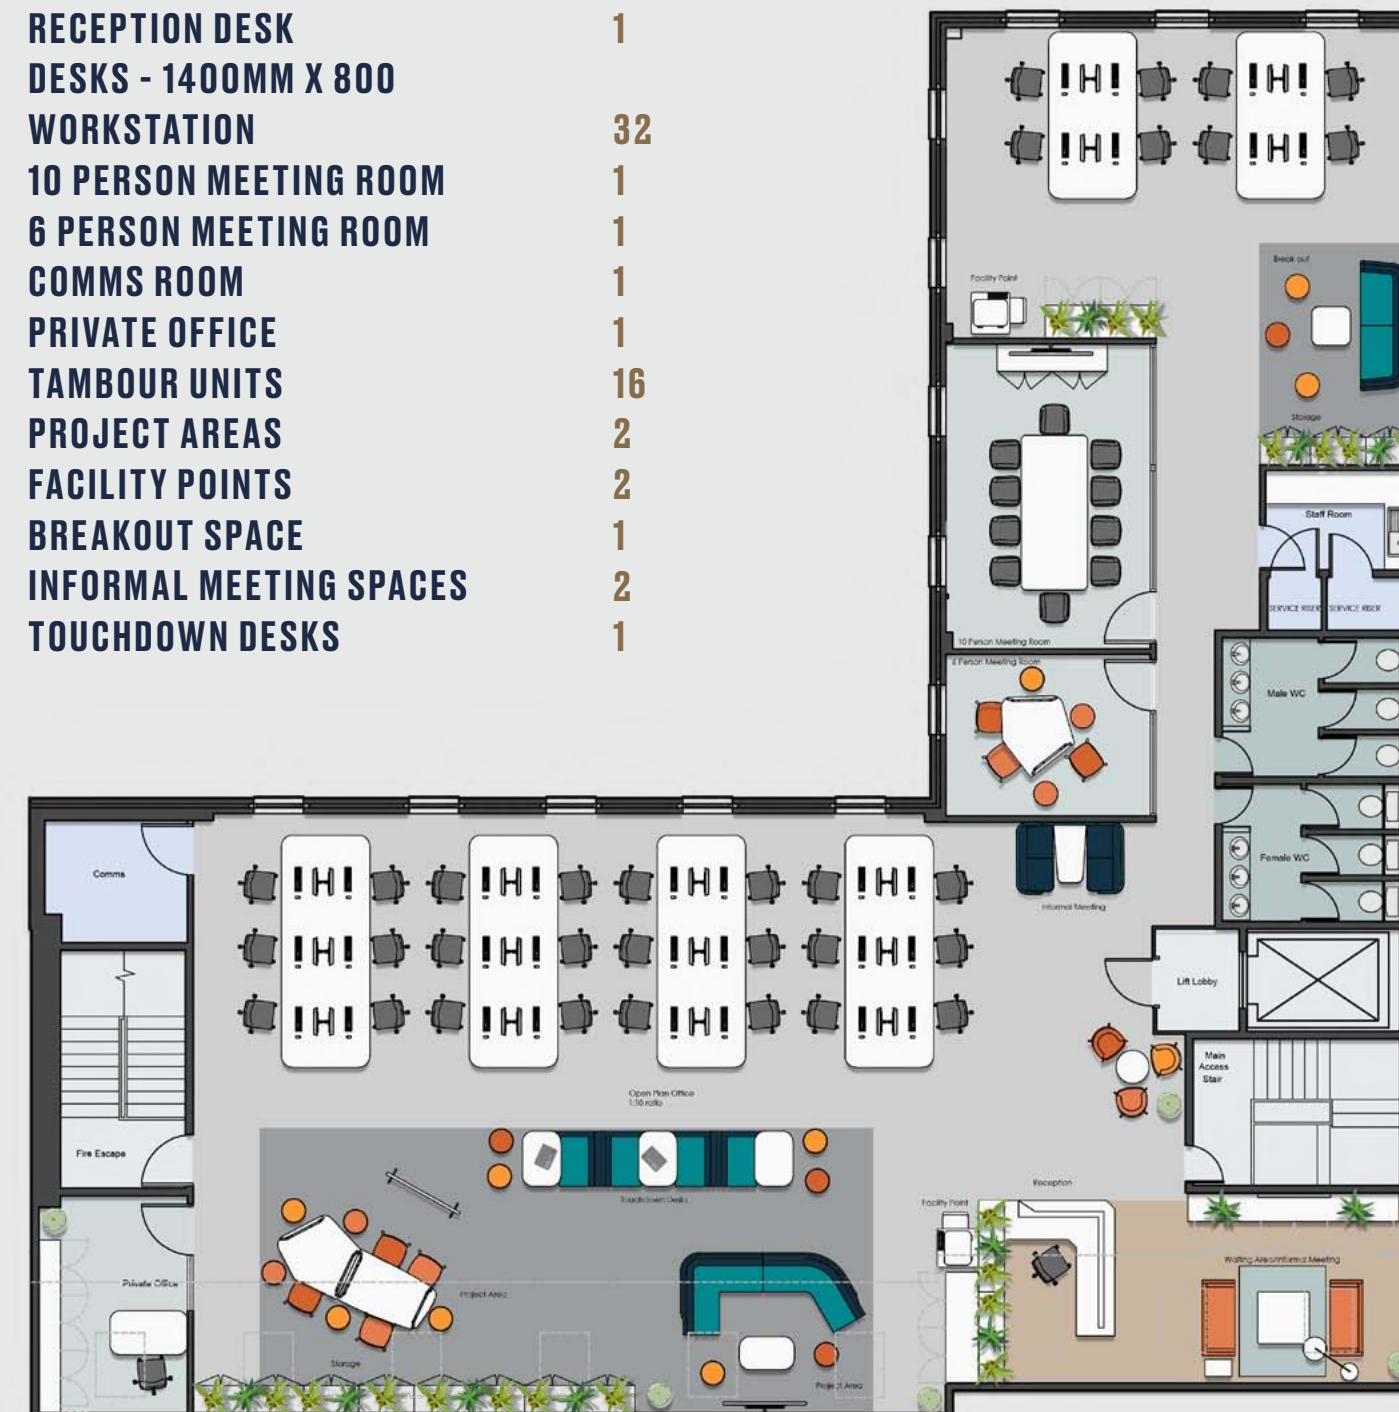 RECEPTION DESK 1
DESKS - 1400MM X 800
WORKSTATION 32
10 PERSON MEETING ROOM 1
6 PERSON MEETING ROOM 1
COMMS ROOM 1
PRIVATE OFFICE 1
TAMBOUR UNITS 16
PROJECT AREAS 2
FACILITY POINTS 2
BREAKOUT SPACE 1
INFORMAL MEETING SPACES 2
TOUCHDOWN DESKS 1
Break out
Facility Point
Storage
Staff Room
SERVICE RISER
SERVICE RISER
10 Person Meeting Room
6 Person Meeting Room
Male WC
Female WC
Comms
Informal Meeting
Lift Lobby
Main
Access
Stair
Open Plan Office
1:10 ratio
Fire Escape
Reception
Touchdown Desks
Facility Point
Waiting Area/Informal Meeting
Private Office
Project Area
Storage
Project Area